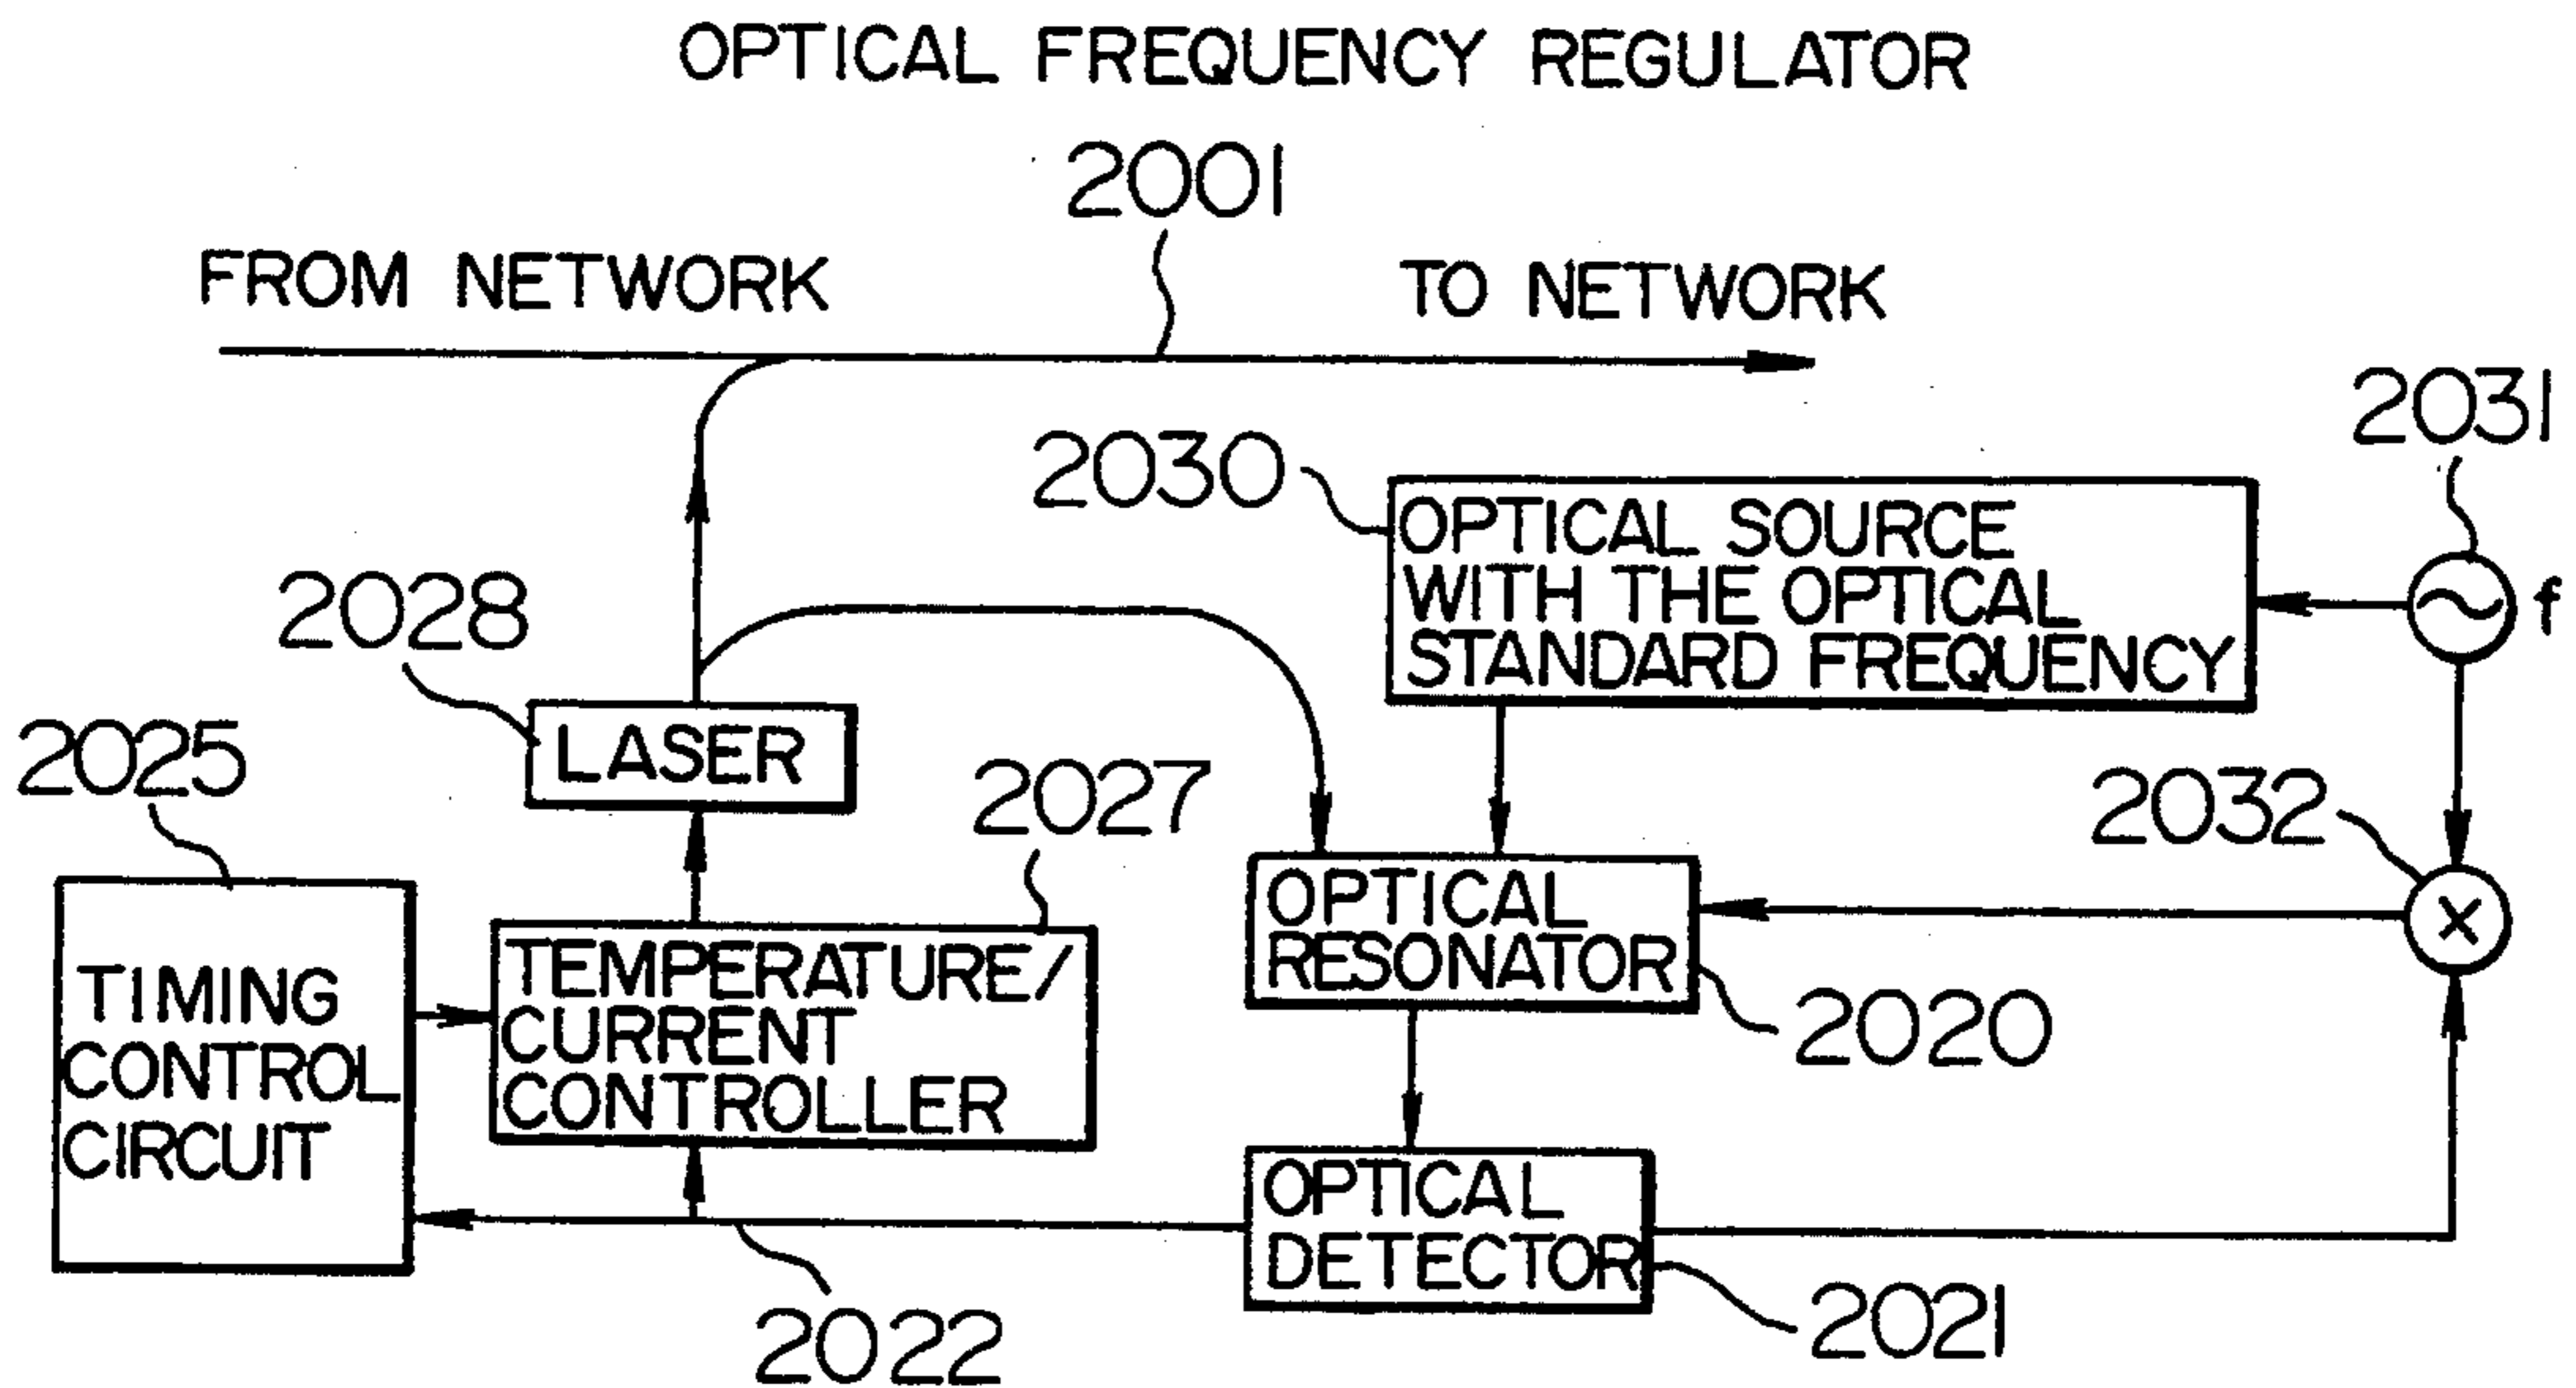 OPTICAL FREQUENCY REGULATOR
2001
FROM NETWORK
TO NETWORK
2031
2030
OPTICAL SOURCE
WITH THE OPTICAL
STANDARD FREQUENCY
f
2028
LASER
2025
2027
2032
TIMING
CONTROL
CIRCUIT
TEMPERATURE/
CURRENT
CONTROLLER
OPTICAL
RESONATOR
X
2020
OPTICAL
DETECTOR
2022
2021